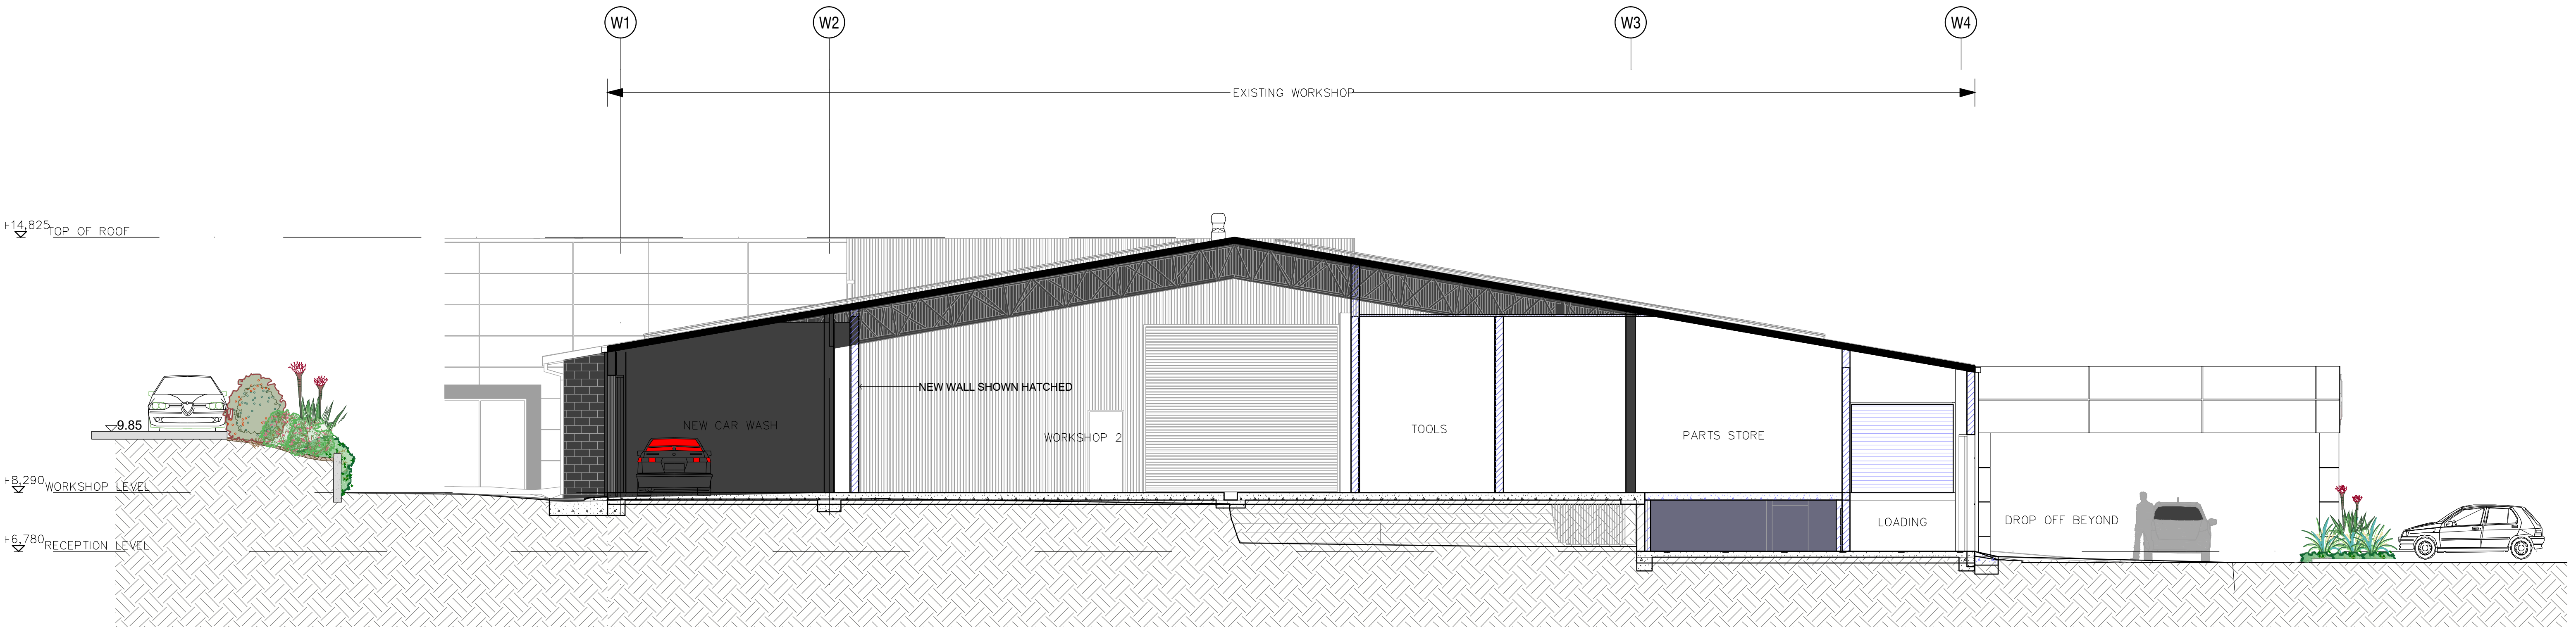 W1
W2
W3
W4
EXISTING WORKSHOP
+14,825
TOP OF ROOF
NEW WALL SHOWN HATCHED
9.85
NEW CAR WASH
WORKSHOP 2
TOOLS
PARTS STORE
+8,290
WORKSHOP LEVEL
LOADING
DROP OFF BEYOND
+6,780
RECEPTION LEVEL